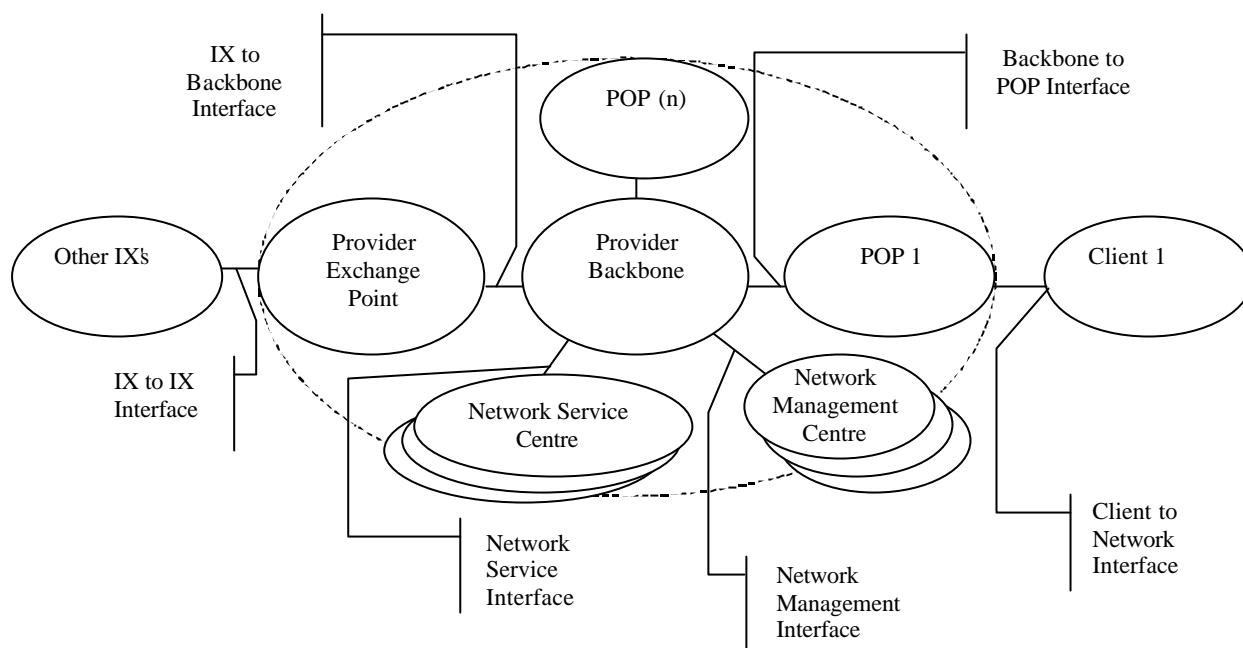 IX to
Backbone
Interface
POP (n)
Backbone to
POP Interface
Other IX's
Provider
Exchange
Point
Provider
Backbone
POP 1
Client 1
IX to IX
Interface
Network Service
Centre
Network
Management
Centre
Network
Service
Interface
Network
Management
Interface
Client to
Network
Interface